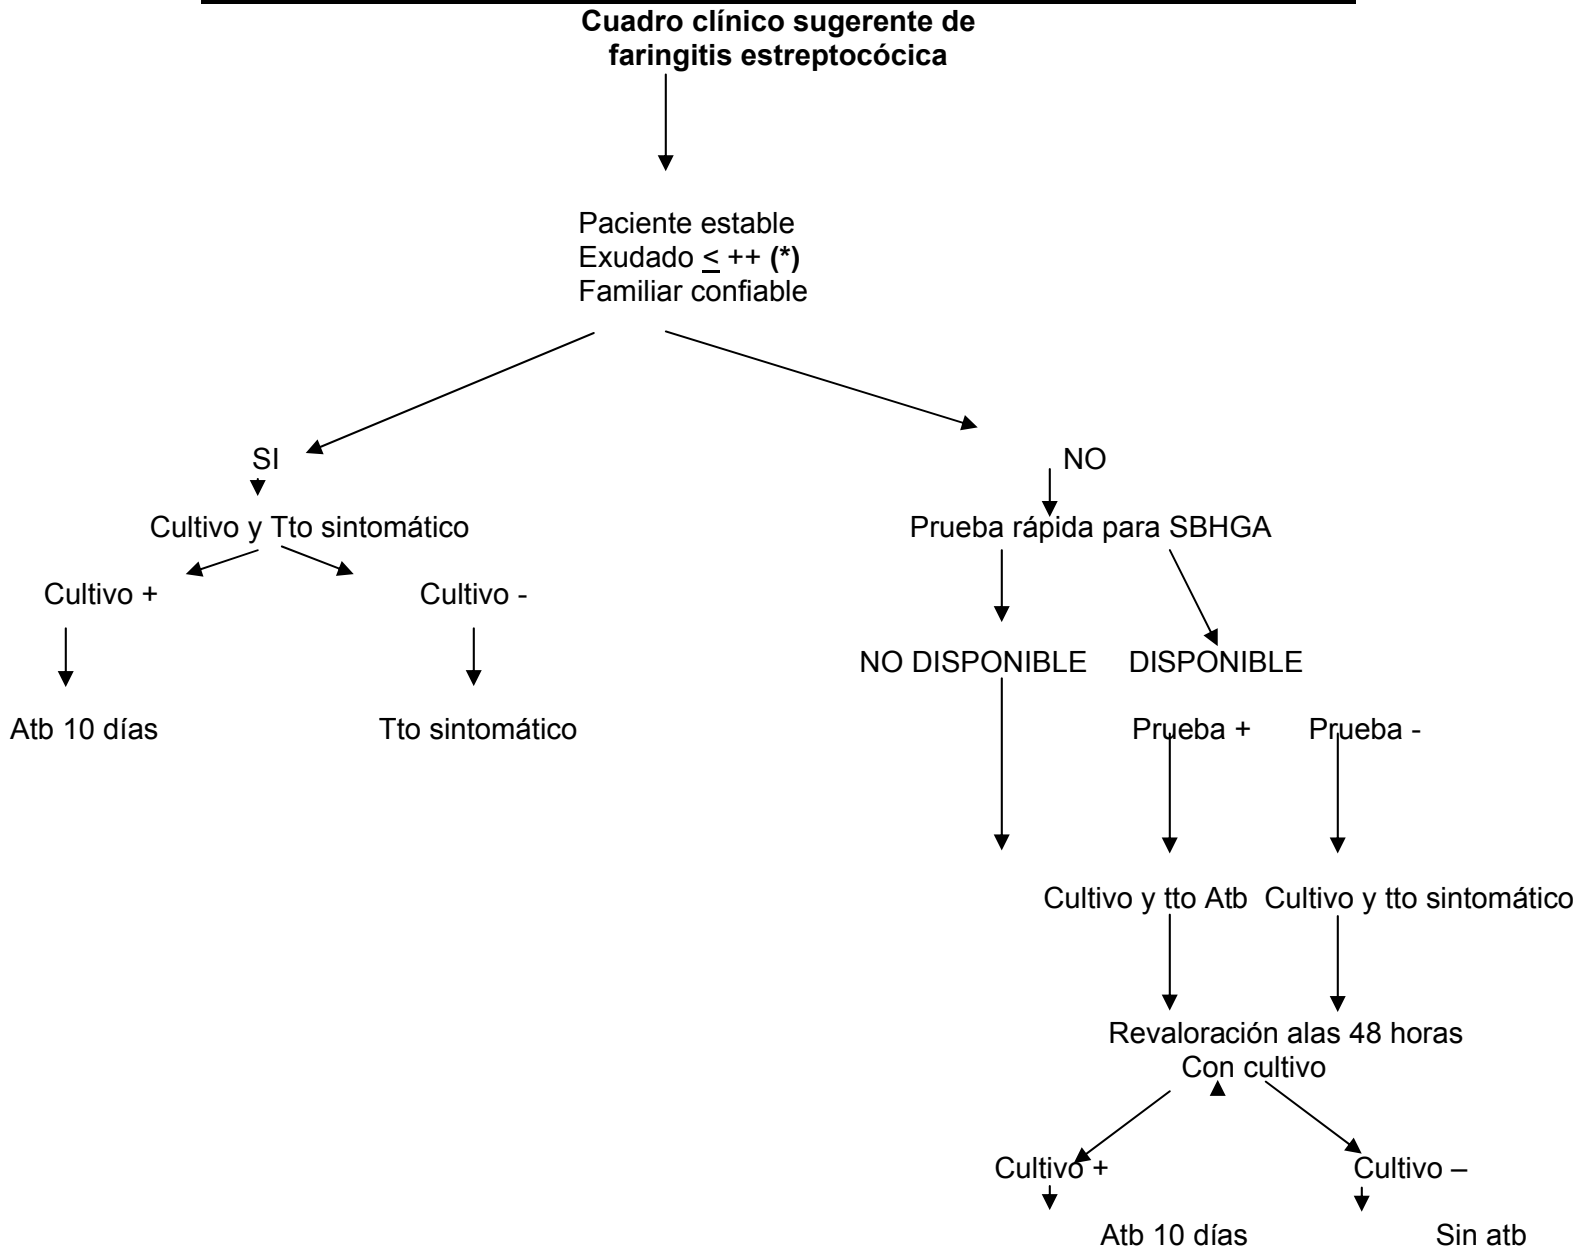 Cuadro clínico sugerente de
faringitis estreptocócica
Paciente estable
Exudado < ++ (*)
Familiar confiable
SI
NO
Cultivo y Tto sintomático
Prueba rápida para SBHGA
Cultivo +
Cultivo -
NO DISPONIBLE
DISPONIBLE
Atb 10 días
Tto sintomático
Prueba +
Prueba -
Cultivo y tto Atb
Cultivo y tto sintomático
Revaloración alas 48 horas
Con cultivo
Cultivo +
Cultivo –
Atb 10 días
Sin atb